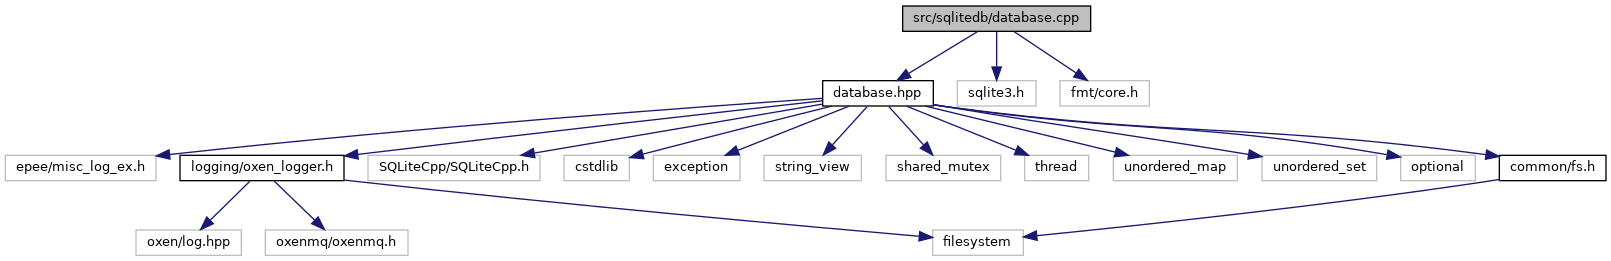 src/sqlitedb/database.cpp
database.hpp
sqlite3.h
fmt/core.h
epee/misc_log_ex.h
logging/oxen_logger.h
SQLiteCpp/SQLiteCpp.h
cstdlib
exception
string_view
shared_mutex
thread
unordered_map
unordered_set
optional
common/fs.h
oxen/log.hpp
oxenmq/oxenmq.h
filesystem